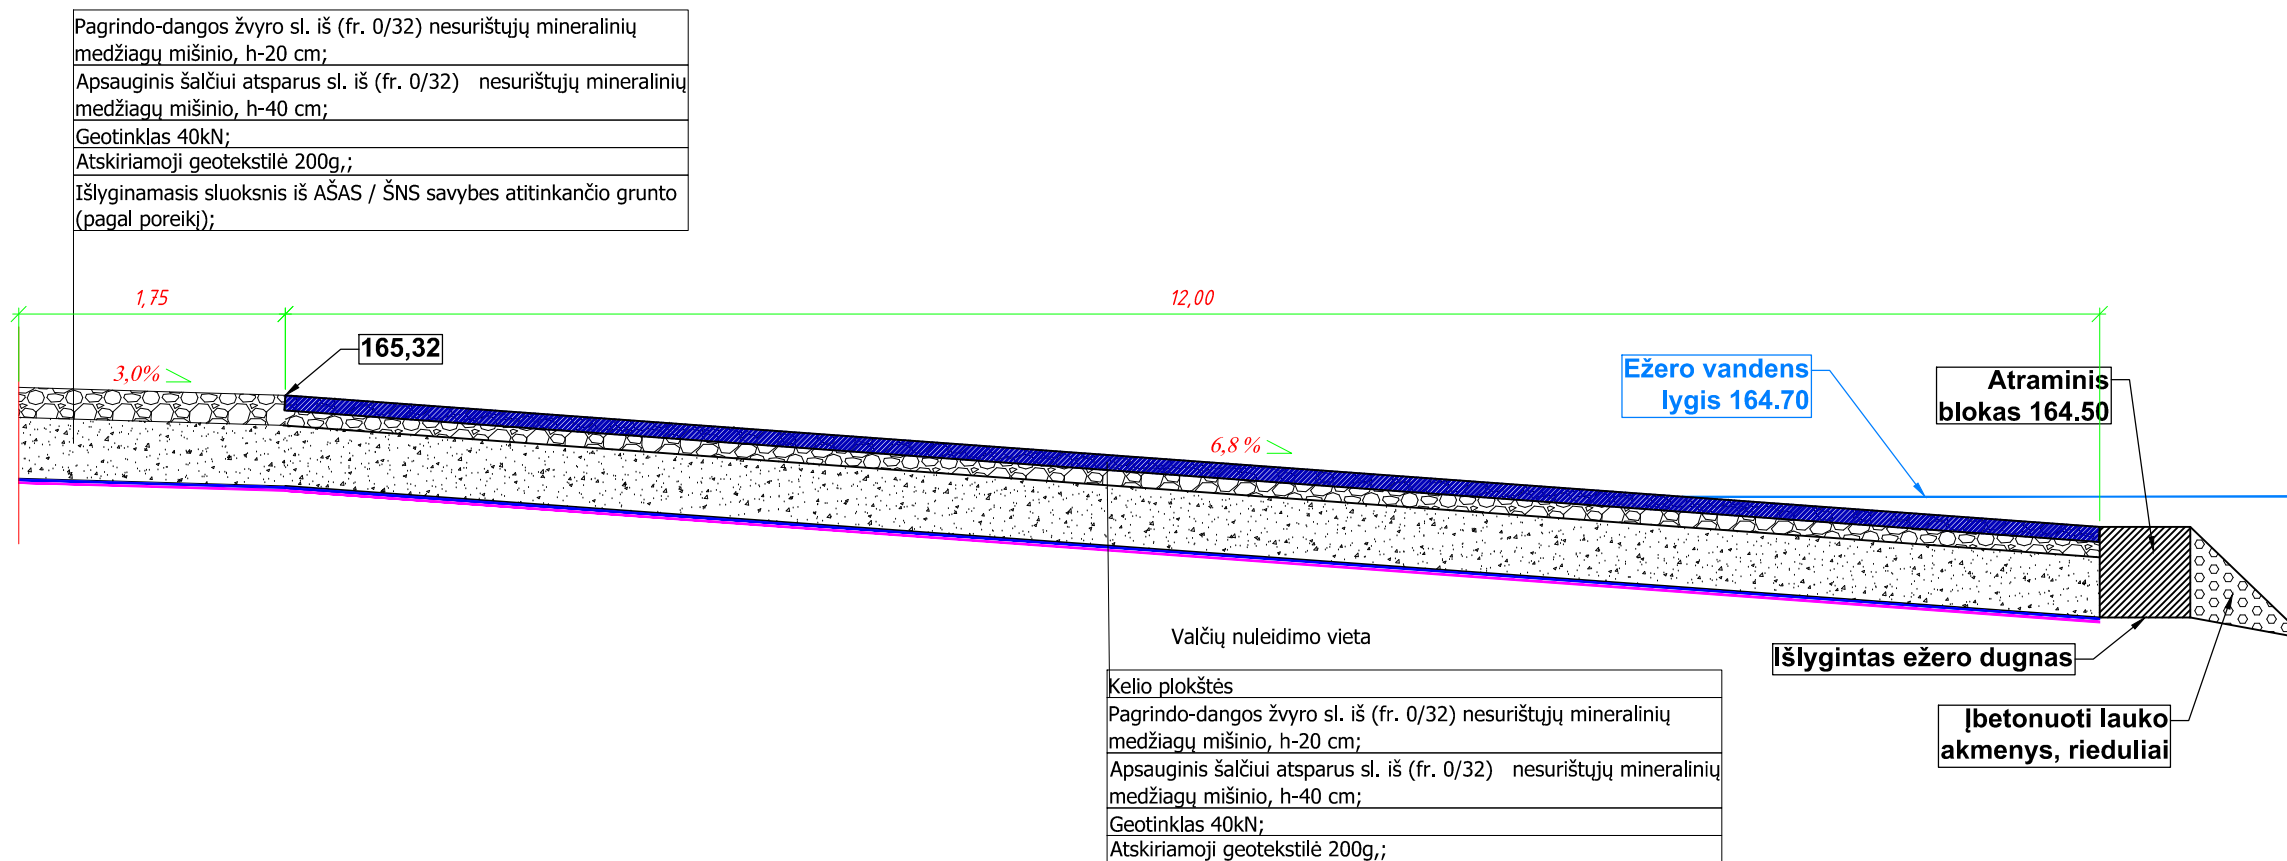 Pagrindo-dangos žvyro sl. iš (fr. 0/32) nesurištųjų mineralinių
medžiagų mišinio, h-20 cm;
Apsauginis šalčiui atsparus sl. iš (fr. 0/32) nesurištųjų mineralinių
medžiagų mišinio, h-40 cm;
Geotinklas 40kN;
Atskiriamoji geotekstilė 200g,;
Išlyginamasis sluoksnis iš AŠAS / ŠNS savybes atitinkančio grunto
(pagal poreikį);
1,75
12,00
165,32
3,0%
Ežero vandens
lygis 164.70
Atraminis
blokas 164.50
6,8 %
Valčių nuleidimo vieta
Išlygintas ežero dugnas
Įbetonuoti lauko
akmenys, rieduliai
Kelio plokštės
Pagrindo-dangos žvyro sl. iš (fr. 0/32) nesurištųjų mineralinių
medžiagų mišinio, h-20 cm;
Apsauginis šalčiui atsparus sl. iš (fr. 0/32) nesurištųjų mineralinių
medžiagų mišinio, h-40 cm;
Geotinklas 40kN;
Atskiriamoji geotekstilė 200g,;